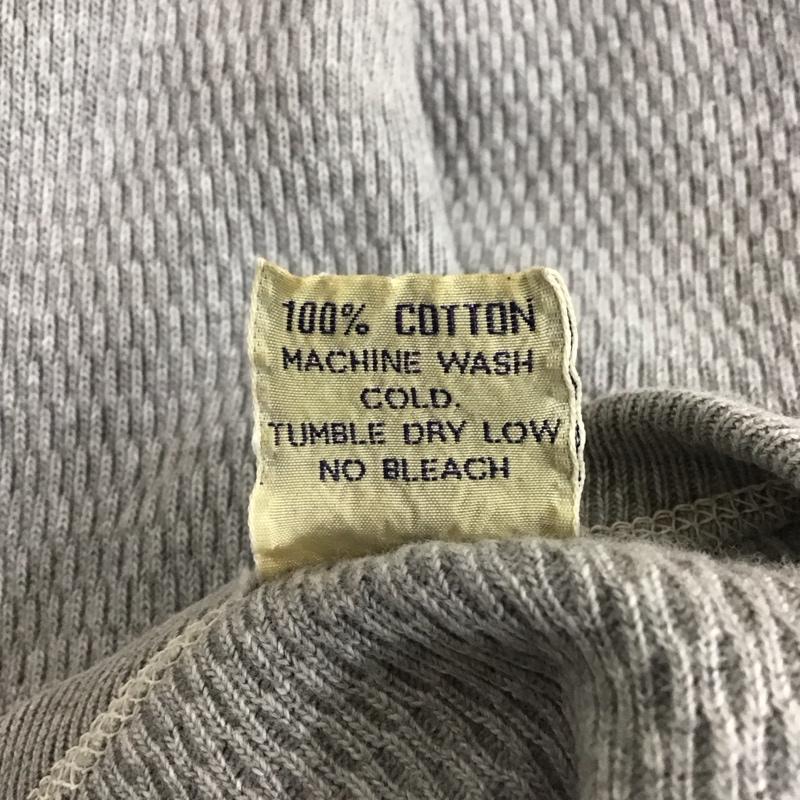 100% COTTON
MACHINE WASH
COLD.
TUMBLE DRY LOW
NO BLEACH